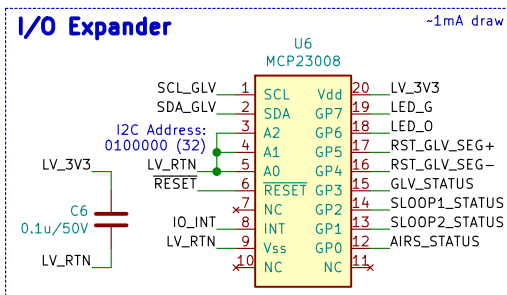 I/O Expander
~1mA draw
U6
MCP23008
SCL_GLV 1 SCL Vdd 20 LV_3V3
SDA_GLV 2 SDA GP7 19 LED_G
I2C Address: 3 A2 GP6 18 LED_O
0100000 (32) 4 A1 GP5 17 RST_GLV_SEG+
LV_RTN 5 A0 GP4 16 RST_GLV_SEG-
RESET 6 RESET GP3 15 GLV_STATUS
7 NC GP2 14 SLOOP1_STATUS
IO_INT 8 INT GP1 13 SLOOP2_STATUS
LV_RTN 9 Vss GP0 12 AIRS_STATUS
10 NC NC 11
LV_3V3
C6
0.1u/50V
LV_RTN